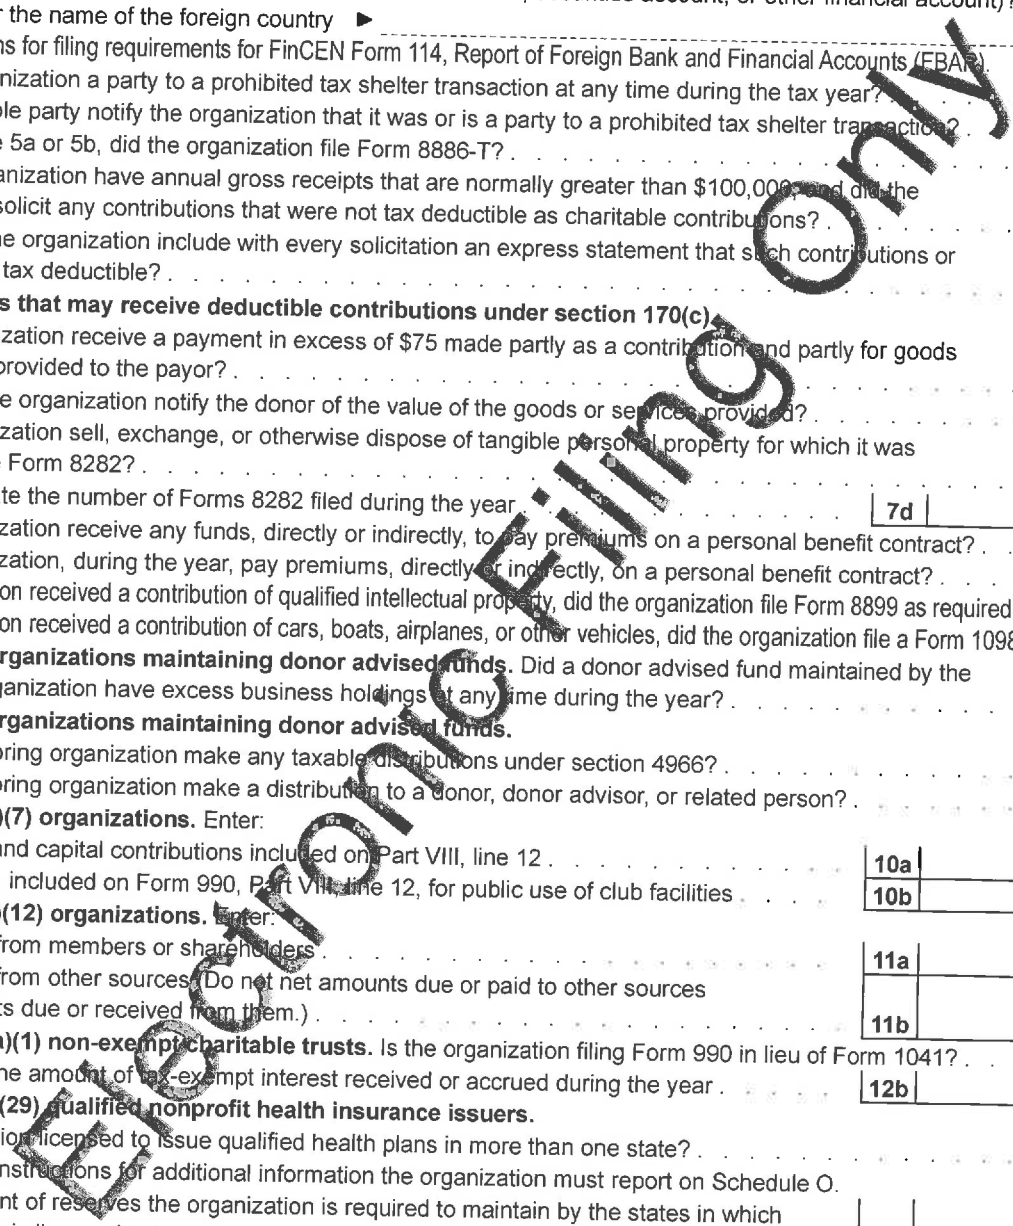 the name of the foreign country ▶
for filing requirements for FinCEN Form 114, Report of Foreign Bank and Financial Accounts (FBAR).
nization a party to a prohibited tax shelter transaction at any time during the tax year?
le party notify the organization that it was or is a party to a prohibited tax shelter transaction?
5a or 5b, did the organization file Form 8886-T?
anization have annual gross receipts that are normally greater than $100,000, and did the
solicit any contributions that were not tax deductible as charitable contributions?
e organization include with every solicitation an express statement that such contributions or
tax deductible?
s that may receive deductible contributions under section 170(c).
zation receive a payment in excess of $75 made partly as a contribution and partly for goods
provided to the payor?
e organization notify the donor of the value of the goods or services provided?
zation sell, exchange, or otherwise dispose of tangible personal property for which it was
Form 8282?
te the number of Forms 8282 filed during the year 7d
zation receive any funds, directly or indirectly, to pay premiums on a personal benefit contract?
zation, during the year, pay premiums, directly or indirectly, on a personal benefit contract?
on received a contribution of qualified intellectual property, did the organization file Form 8899 as required
on received a contribution of cars, boats, airplanes, or other vehicles, did the organization file a Form 1098
rganizations maintaining donor advised funds. Did a donor advised fund maintained by the
ganization have excess business holdings at any time during the year?
rganizations maintaining donor advised funds.
oring organization make any taxable distributions under section 4966?
oring organization make a distribution to a donor, donor advisor, or related person?
)(7) organizations. Enter:
and capital contributions included on Part VIII, line 12 10a
included on Form 990, Part VIII, line 12, for public use of club facilities 10b
(12) organizations. Enter:
from members or shareholders 11a
from other sources (Do not net amounts due or paid to other sources
ts due or received from them.) 11b
)(1) non-exempt charitable trusts. Is the organization filing Form 990 in lieu of Form 1041?
he amount of tax-exempt interest received or accrued during the year 12b
(29) qualified nonprofit health insurance issuers.
ion licensed to issue qualified health plans in more than one state?
nstructions for additional information the organization must report on Schedule O.
nt of reserves the organization is required to maintain by the states in which
Electronic Filing Only